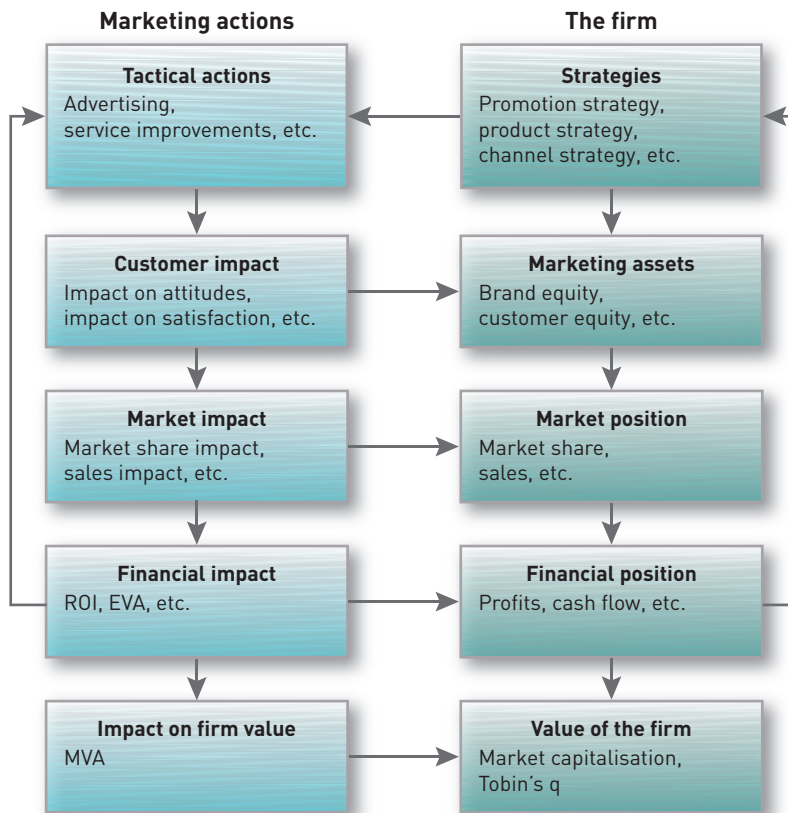 Marketing actions
The firm
Tactical actions
Advertising,
service improvements, etc.
Strategies
Promotion strategy,
product strategy,
channel strategy, etc.
Customer impact
Impact on attitudes,
impact on satisfaction, etc.
Marketing assets
Brand equity,
customer equity, etc.
Market impact
Market share impact,
sales impact, etc.
Market position
Market share,
sales, etc.
Financial impact
ROI, EVA, etc.
Financial position
Profits, cash flow, etc.
Impact on firm value
MVA
Value of the firm
Market capitalisation,
Tobin’s q